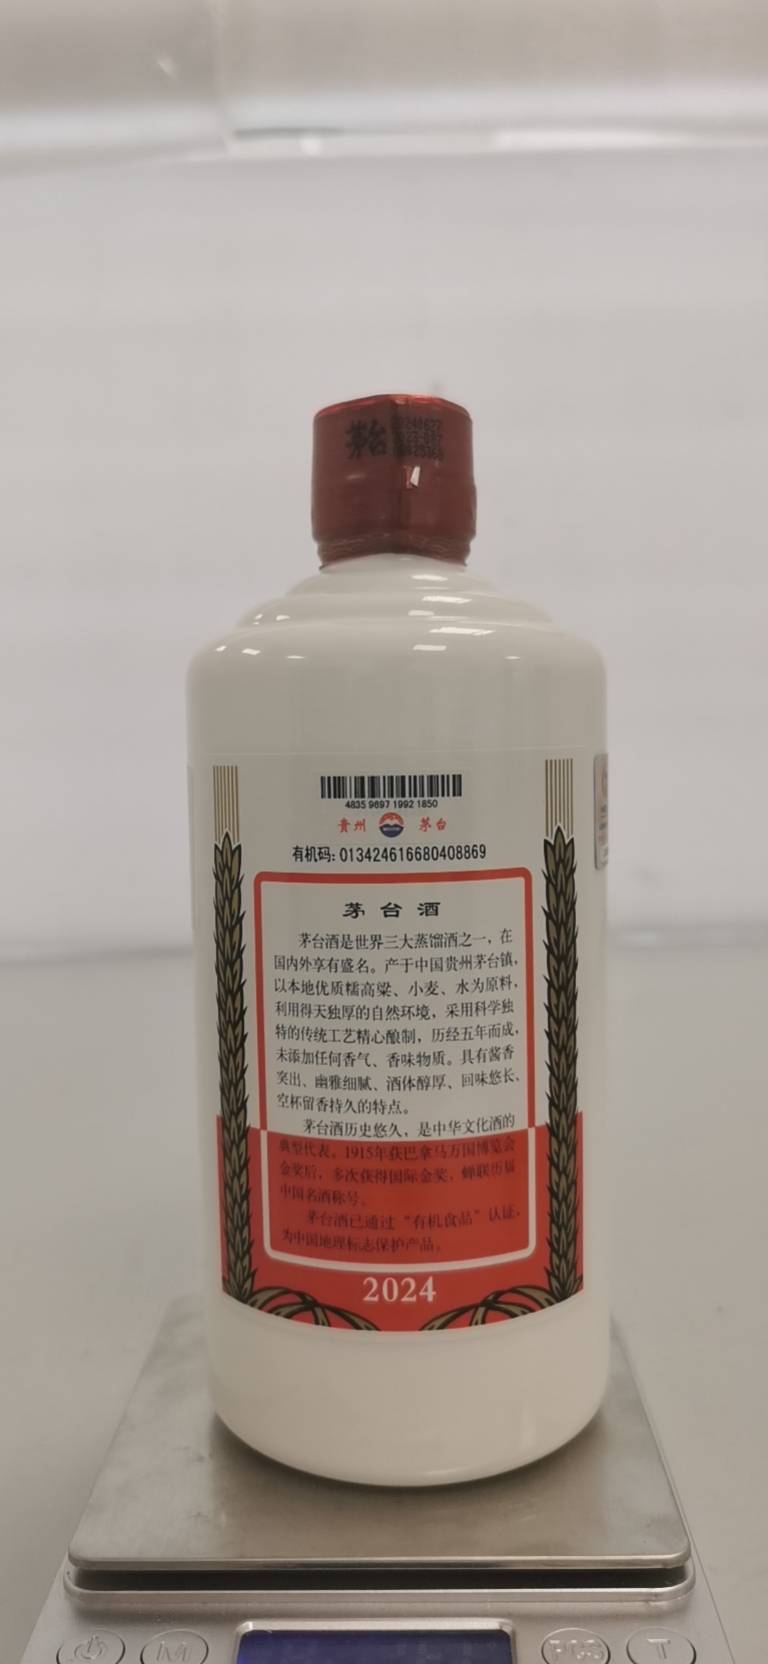 茅台
20240627
4835 9697 1992 1850
贵州 茅台
有机码: 013424616680408869
茅台酒
茅台酒是世界三大蒸馏酒之一，在
国内外享有盛名。产于中国贵州茅台镇，
以本地优质糯高粱、小麦、水为原料，
利用得天独厚的自然环境，采用科学独
特的传统工艺精心酿制，历经五年而成，
未添加任何香气、香味物质。具有酱香
突出、幽雅细腻、酒体醇厚、回味悠长、
空杯留香持久的特点。
茅台酒历史悠久，是中华文化酒的
典型代表。1915年获巴拿马万国博览会
金奖后，多次获得国际金奖，蝉联历届
中国名酒称号。
茅台酒已通过“有机食品”认证，
为中国地理标志保护产品。
2024
M
PCS
T